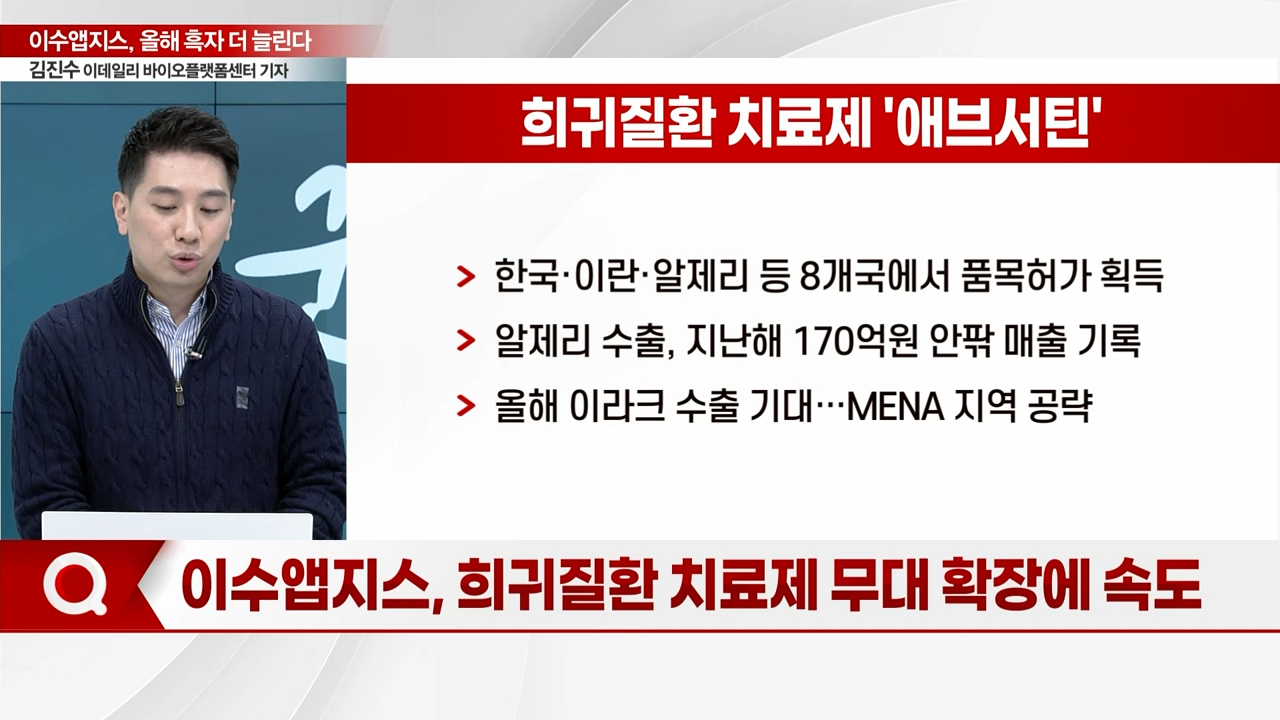 이수앱지스, 올해 흑자 더 늘린다
김진수 이데일리 바이오플랫폼센터 기자
희귀질환 치료제 '애브서틴'
한국·이란·알제리 등 8개국에서 품목허가 획득
알제리 수출, 지난해 170억원 안팎 매출 기록
올해 이라크 수출 기대…MENA 지역 공략
이수앱지스, 희귀질환 치료제 무대 확장에 속도